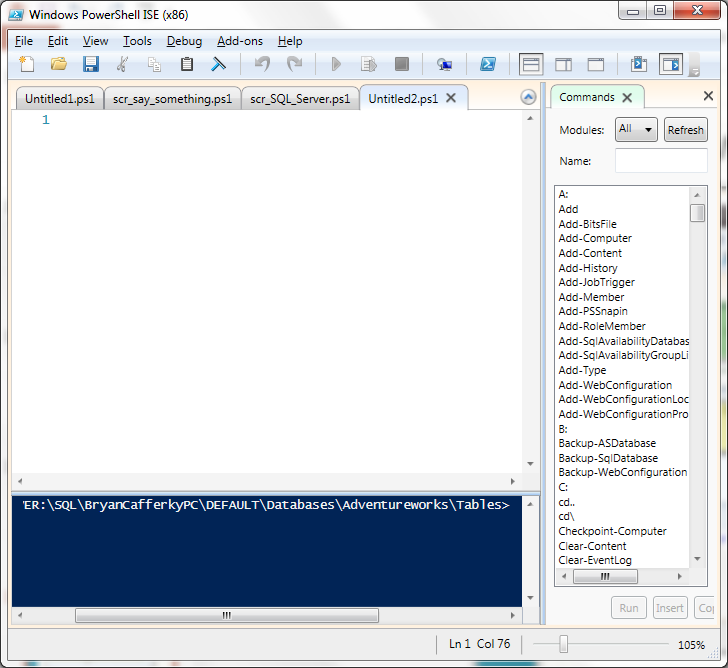 Windows PowerShell ISE (x86)
File Edit View Tools Debug Add-ons Help
Untitled1.ps1 scr_say_something.ps1 scr_SQL_Server.ps1 Untitled2.ps1
1
ER:\SQL\BryanCafferkyPC\DEFAULT\Databases\Adventureworks\Tables>
Commands
Modules: All Refresh
Name:
A:
Add
Add-BitsFile
Add-Computer
Add-Content
Add-History
Add-JobTrigger
Add-Member
Add-PSSnapin
Add-RoleMember
Add-SqlAvailabilityDatabas
Add-SqlAvailabilityGroupLi
Add-Type
Add-WebConfiguration
Add-WebConfigurationLoc
Add-WebConfigurationPro
B:
Backup-ASDatabase
Backup-SqlDatabase
Backup-WebConfiguration
C:
cd..
cd\
Checkpoint-Computer
Clear-Content
Clear-EventLog
Run Insert Cop
Ln 1 Col 76 105%